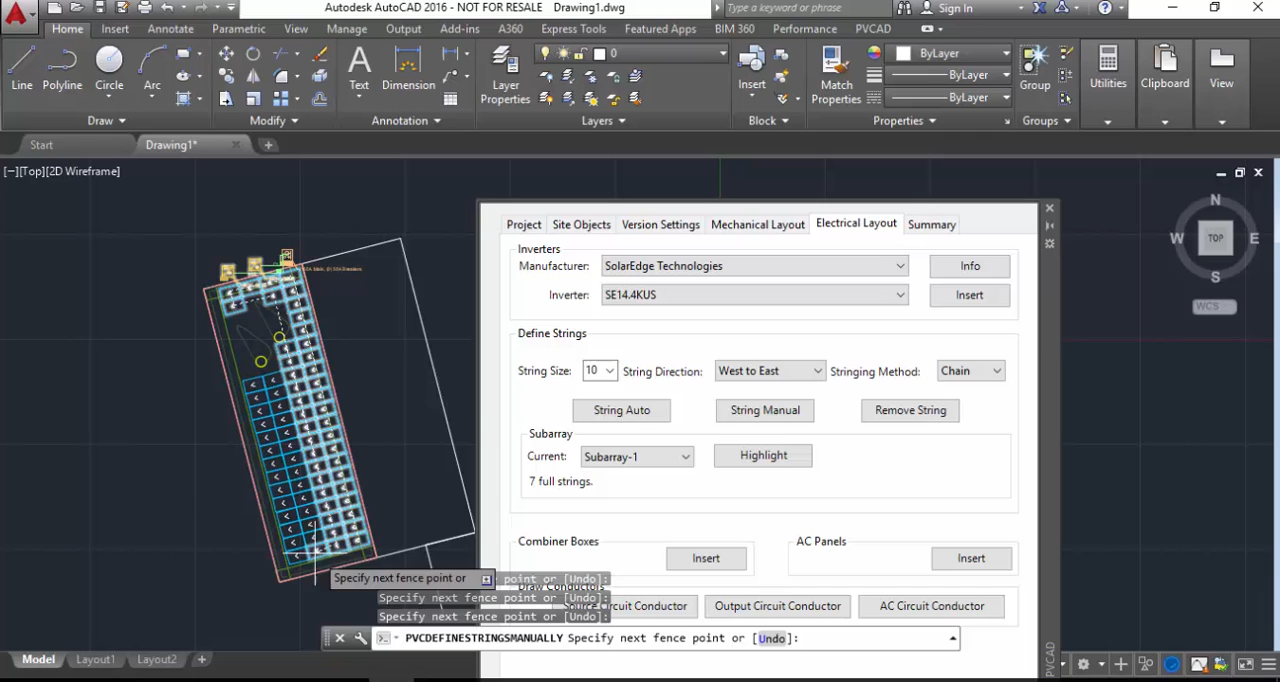 Autodesk AutoCAD 2016 - NOT FOR RESALE Drawing1.dwg
Type a keyword or phrase
Sign In
Home Insert Annotate Parametric View Manage Output Add-ins A360 Express Tools Featured Apps BIM 360 Performance PVCAD
0
ByLayer
ByLayer
ByLayer
Line Polyline Circle Arc Text Dimension Layer Properties Insert Match Properties Group Utilities Clipboard View
Draw Modify Annotation Layers Block Properties Groups
Start Drawing1*
[−][Top][2D Wireframe]
N
W TOP E
S
WCS
Project Site Objects Version Settings Mechanical Layout Electrical Layout Summary
Inverters
Manufacturer: SolarEdge Technologies Info
Inverter: SE14.4KUS Insert
Define Strings
String Size: 10 String Direction: West to East Stringing Method: Chain
String Auto String Manual Remove String
Subarray
Current: Subarray-1 Highlight
7 full strings.
Combiner Boxes AC Panels
Insert Insert
Draw Conductors
Source Circuit Conductor Output Circuit Conductor AC Circuit Conductor
PVCAD
Specify next fence point or
point or [Undo]:
Specify next fence point or [Undo]:
Specify next fence point or [Undo]:
PVCDEFINESTRINGSMANUALLY Specify next fence point or [Undo]:
Model Layout1 Layout2